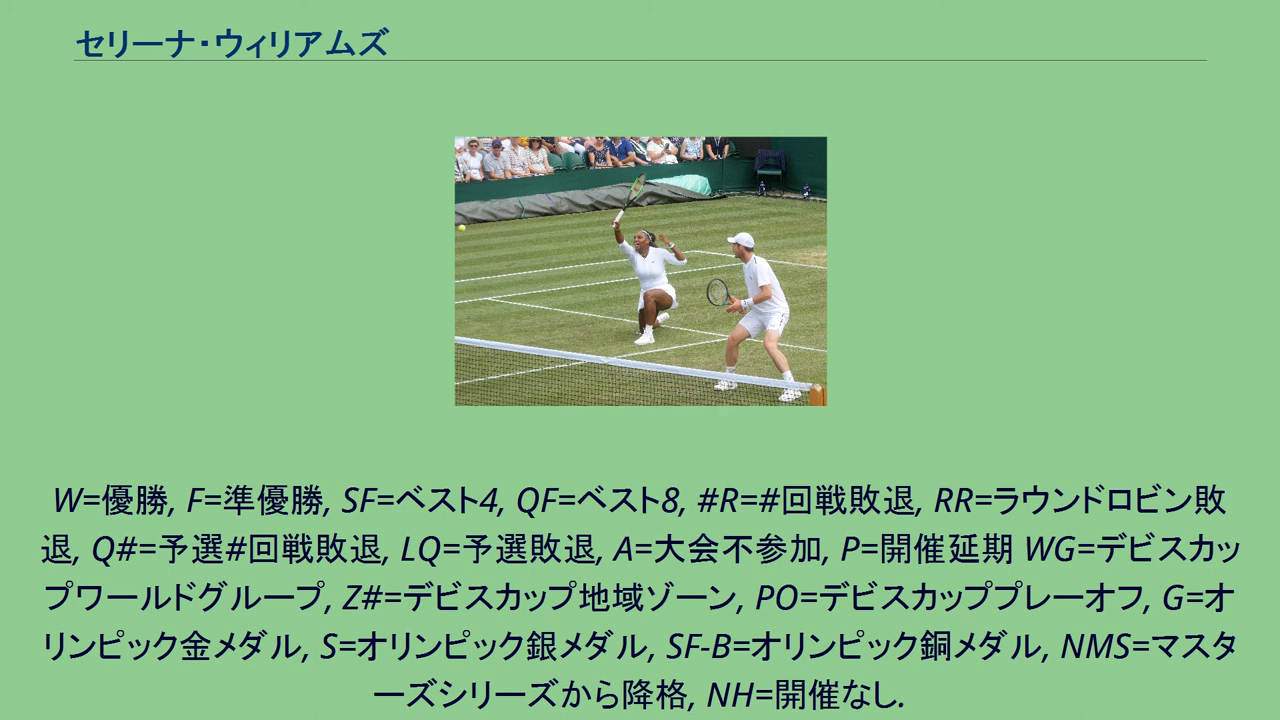 セリーナ・ウィリアムズ
W=優勝, F=準優勝, SF=ベスト4, QF=ベスト8, #R=#回戦敗退, RR=ラウンドロビン敗
退, Q#=予選#回戦敗退, LQ=予選敗退, A=大会不参加, P=開催延期 WG=デビスカッ
プワールドグループ, Z#=デビスカップ地域ゾーン, PO=デビスカッププレーオフ, G=オ
リンピック金メダル, S=オリンピック銀メダル, SF-B=オリンピック銅メダル, NMS=マスタ
ーズシリーズから降格, NH=開催なし.